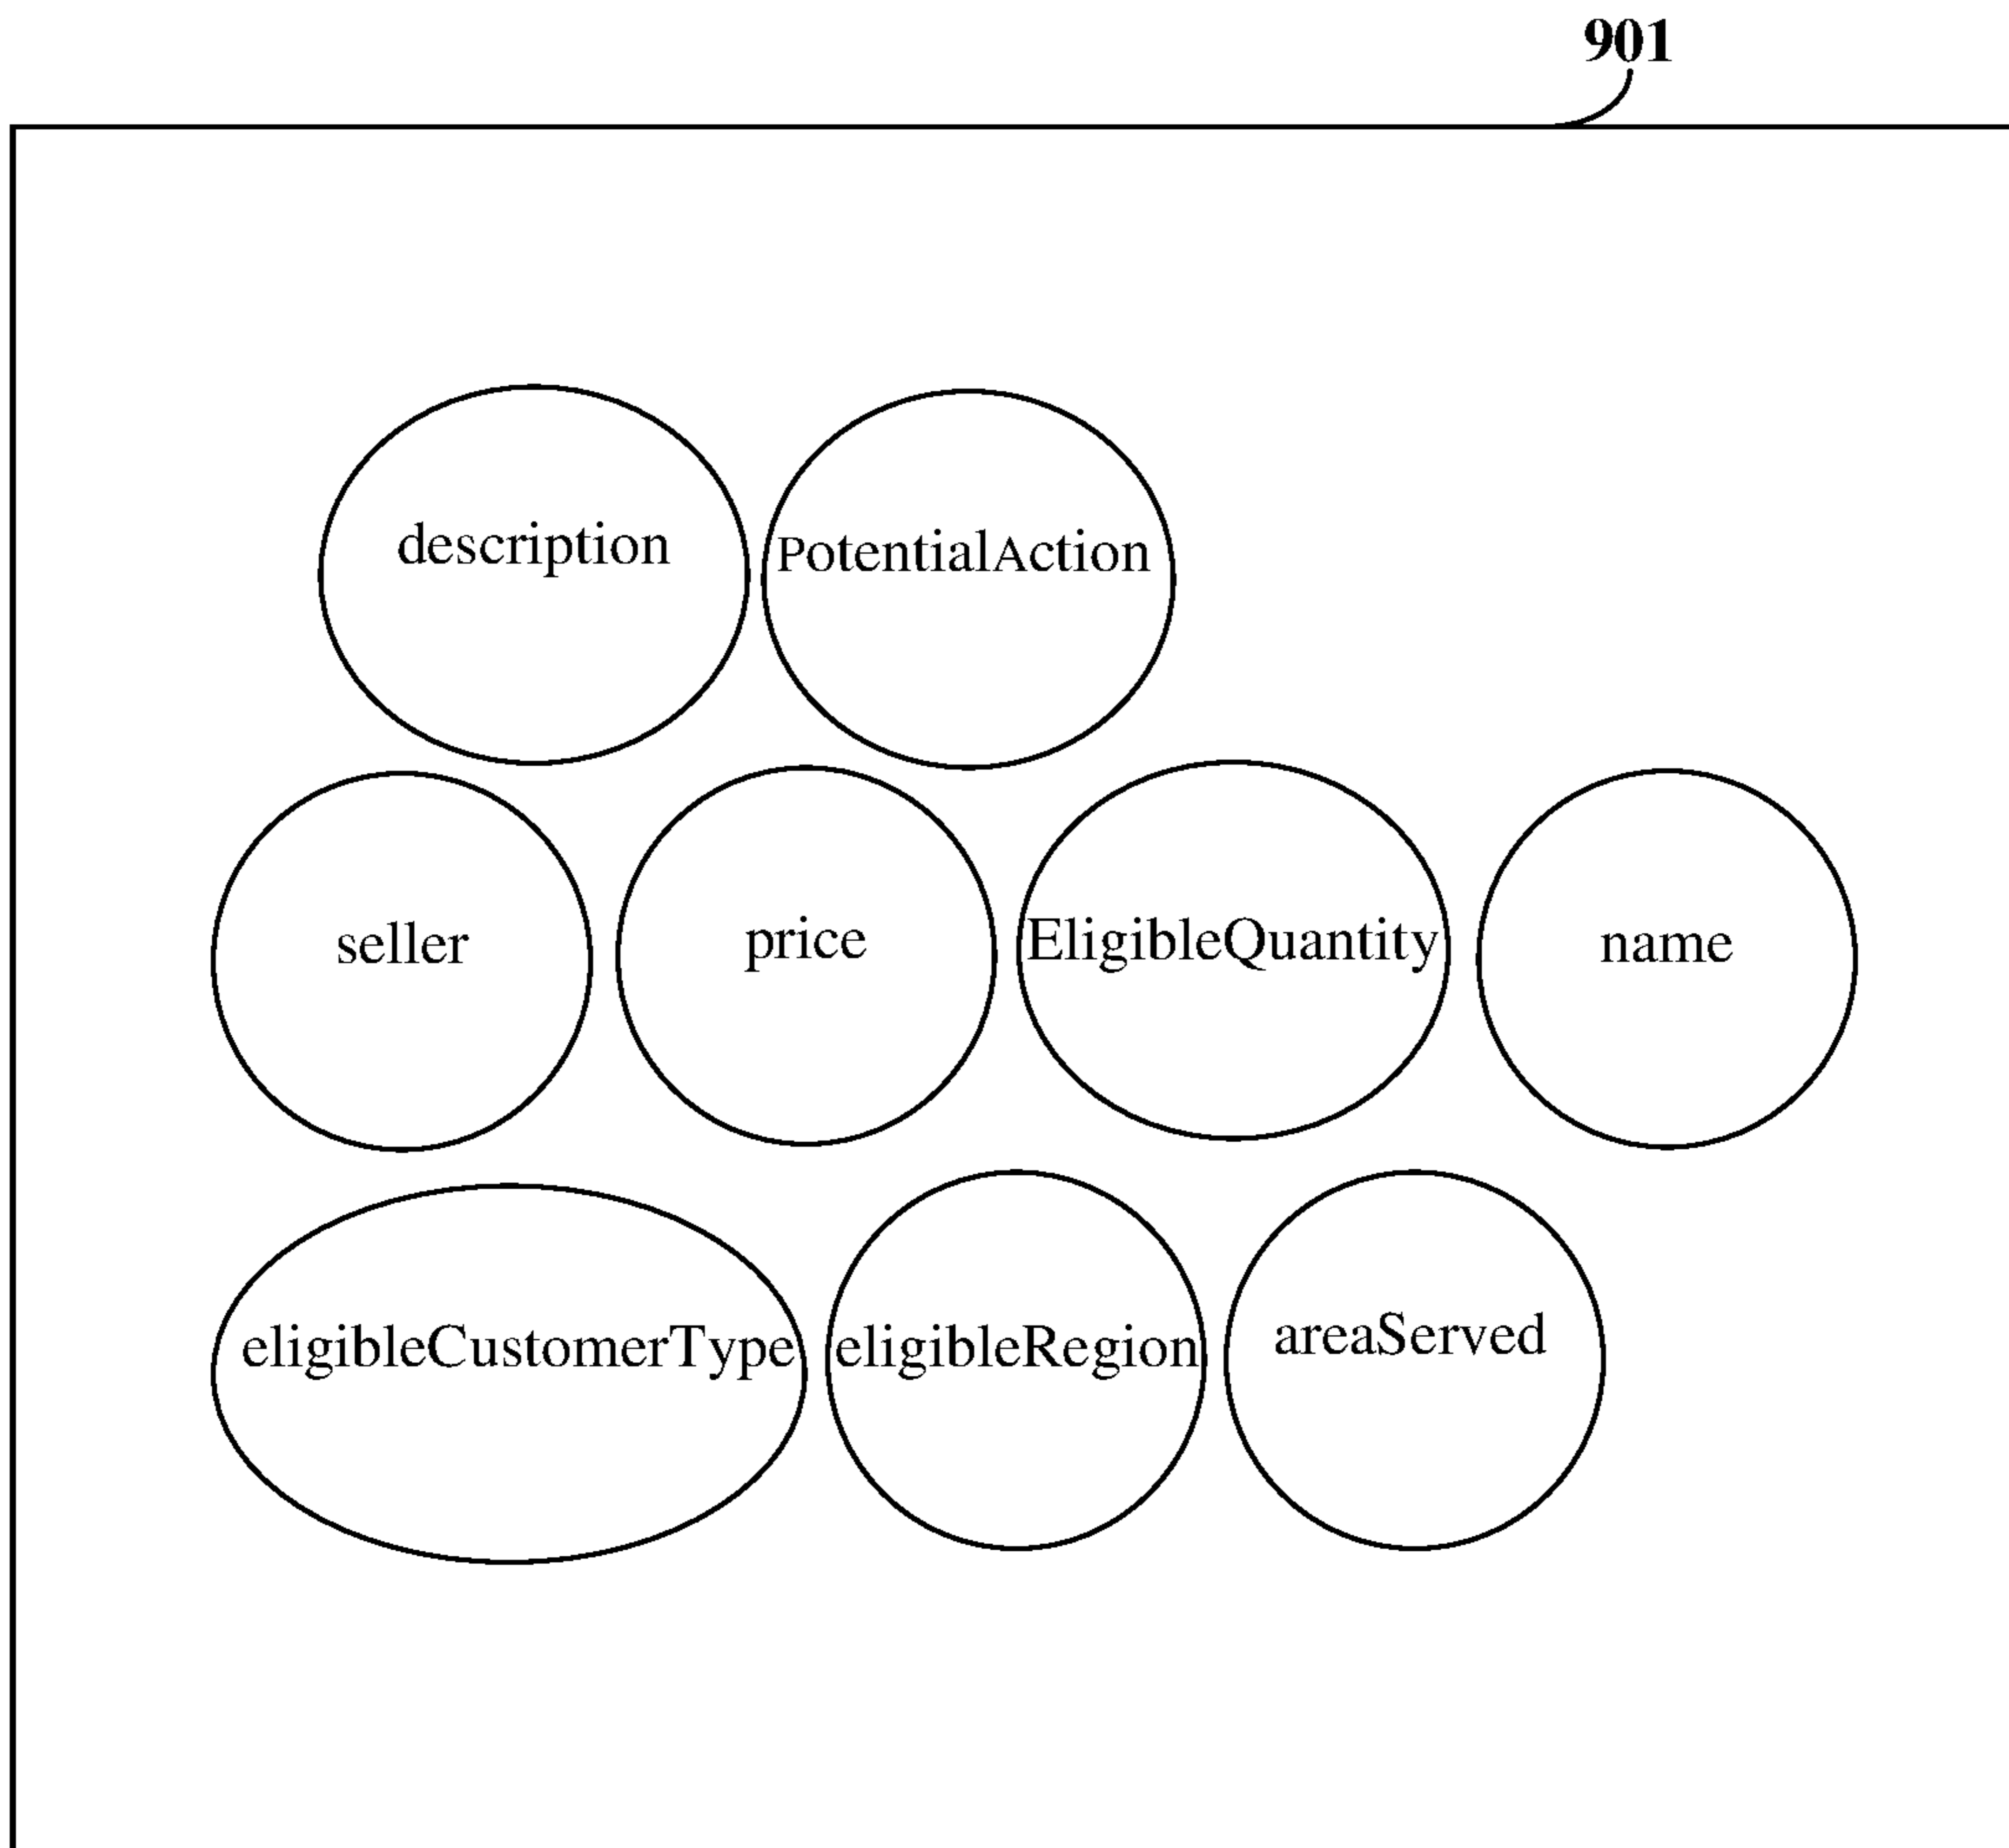 901
description
PotentialAction
seller
price
EligibleQuantity
name
eligibleCustomerType
eligibleRegion
areaServed